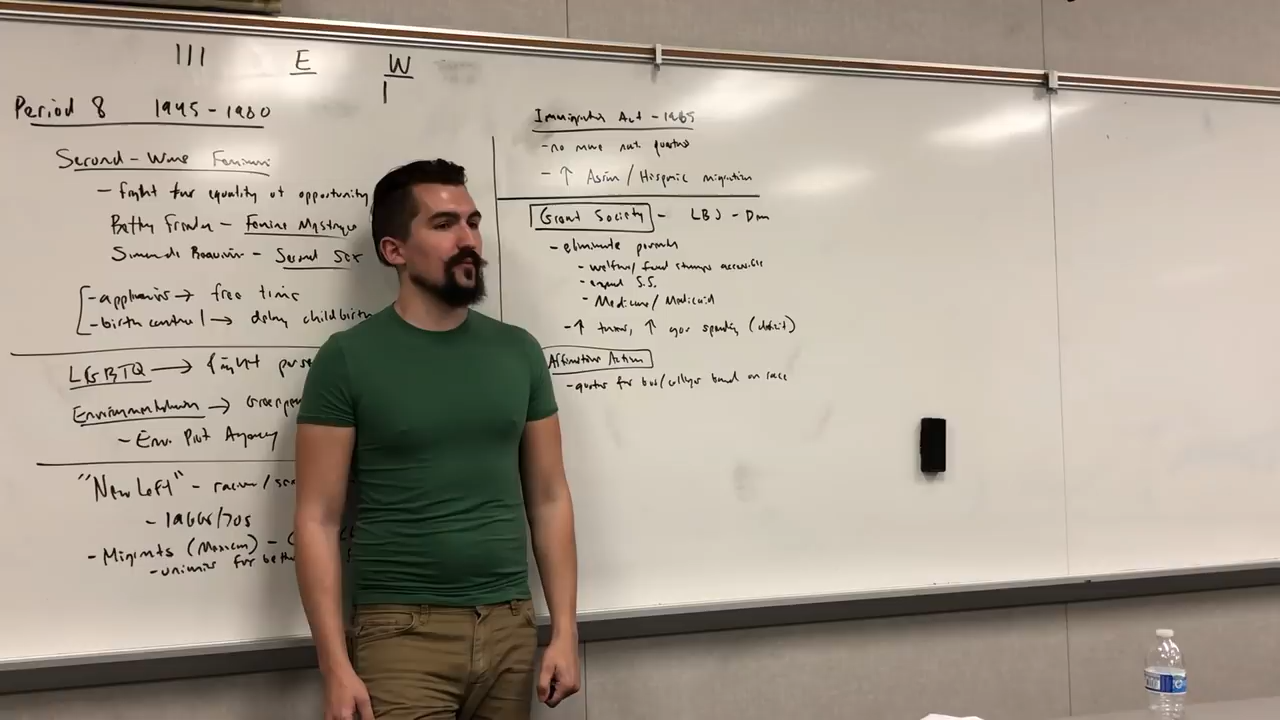 III E W
I
Period 8 1945-1980
Second-Wave Feminism
- fight for equality of opportunity
Betty Friedan - Femine Mystique
Simone de Beauvoir - Second Sex
- appliances → free time
- birth control → delay childbirth
LGBTQ → fight
Environmentalism → Greenpea
- Env. Prot Agency
"New Left" - racism/
- 1960s/70s
- Migrants (Mexican) -
- unions for bette
Immigration Act - 1965
- no more nat. quotas
- ↑ Asian/Hispanic migration
Great Society - LBJ - Dem
- eliminate poverty
- welfare/food stamps accessible
- expand S.S.
- Medicare/Medicaid
- ↑ taxes, ↑ gov spending (deficit)
Affirmative Action
- quotas for bus/colleges based on race